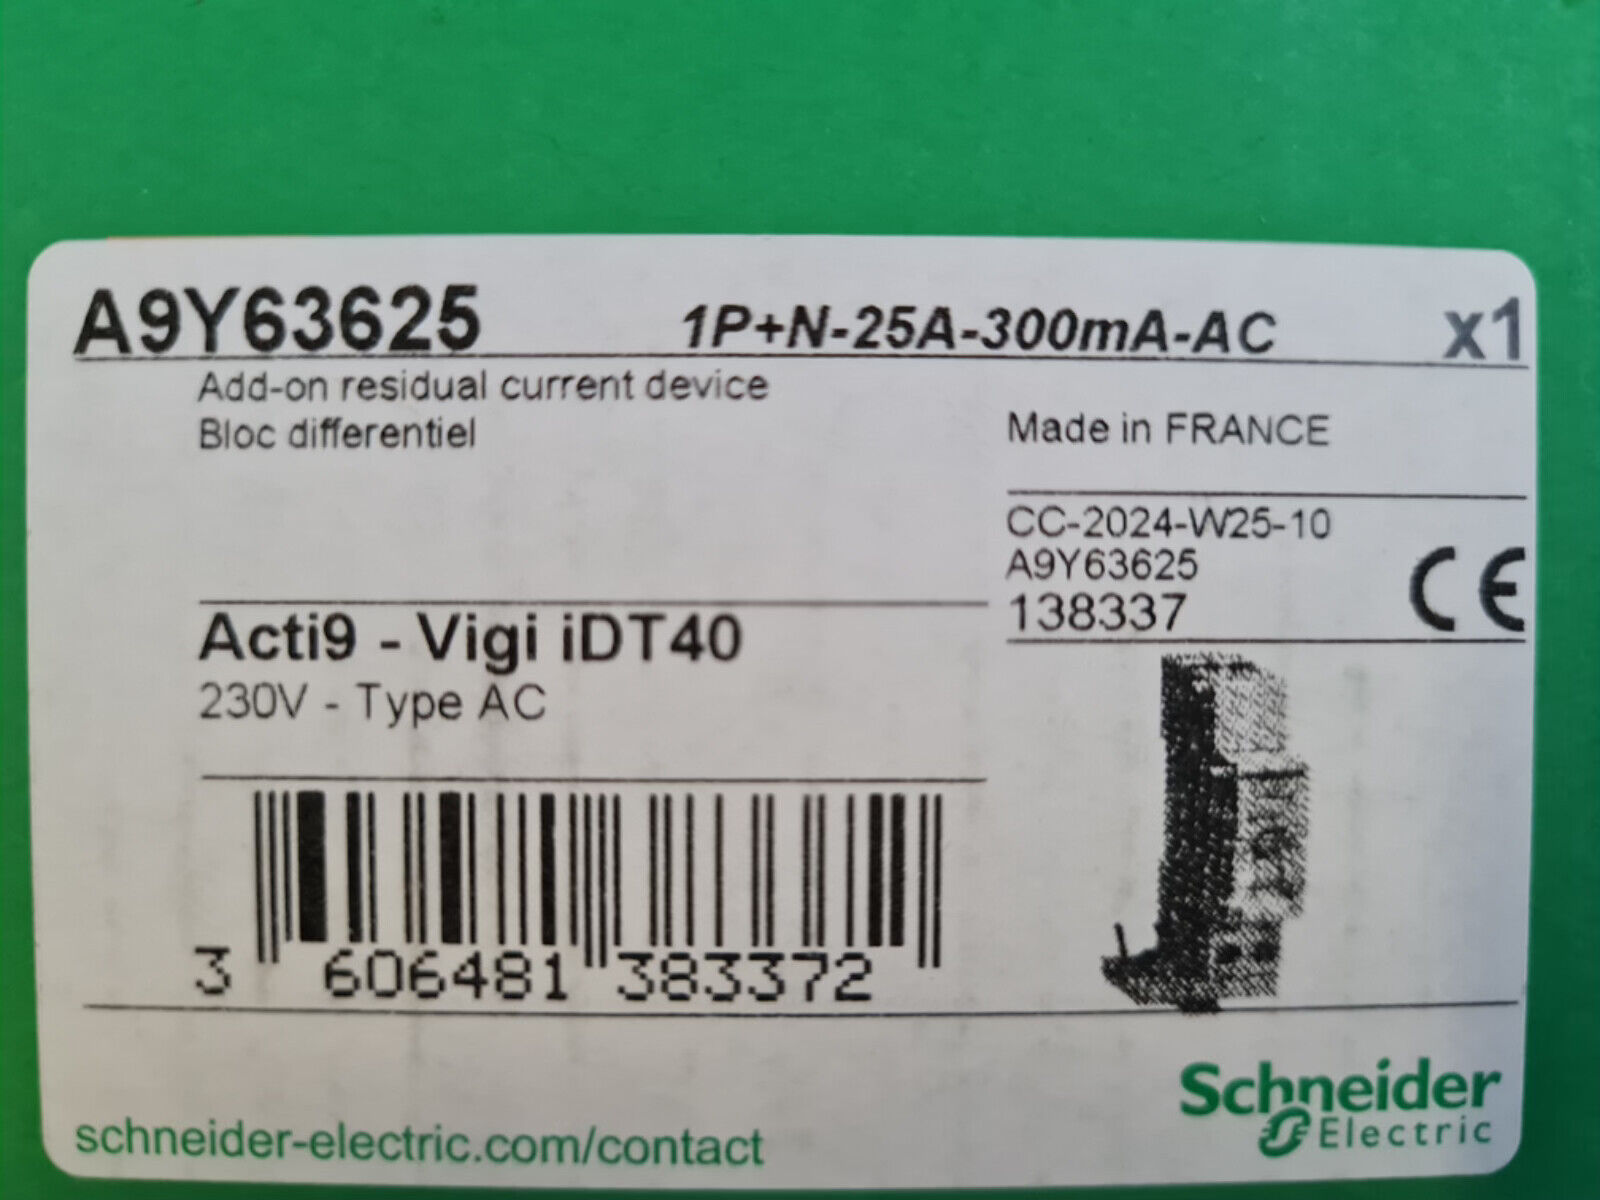 A9Y63625 1P+N-25A-300mA-AC x1
Add-on residual current device
Bloc differentiel
Made in FRANCE
CC-2024-W25-10
A9Y63625
138337
CE
Acti9 - Vigi iDT40
230V - Type AC
3 606481 383372
Schneider
Electric
schneider-electric.com/contact